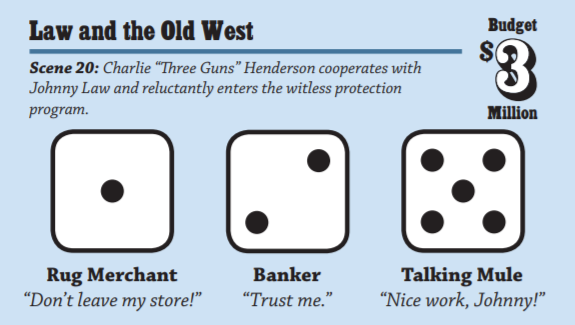 Law and the Old West
Budget
$3
Million
Scene 20: Charlie “Three Guns” Henderson cooperates with
Johnny Law and reluctantly enters the witless protection
program.
Rug Merchant
“Don’t leave my store!”
Banker
“Trust me.”
Talking Mule
“Nice work, Johnny!”